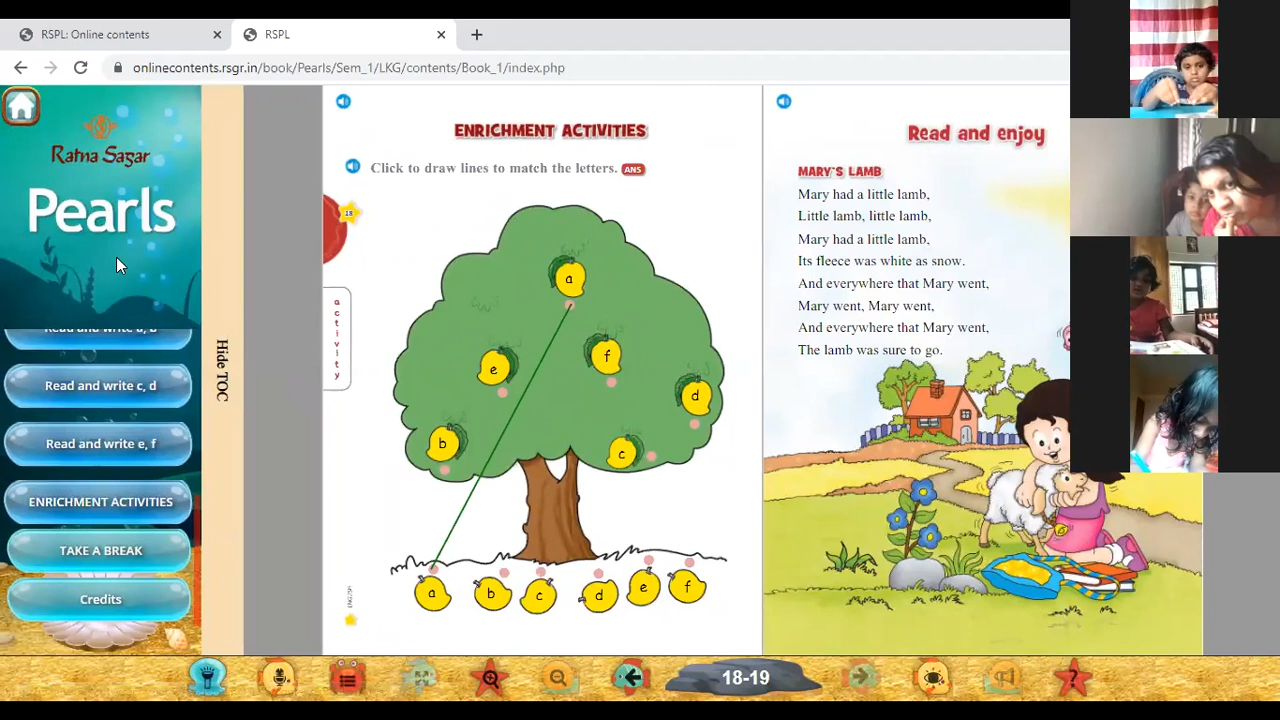 RSPL: Online contents
RSPL
onlinecontents.rsgr.in/book/Pearls/Sem_1/LKG/contents/Book_1/index.php
Ratna Sagar
Pearls
Read and write a, b
Read and write c, d
Read and write e, f
ENRICHMENT ACTIVITIES
TAKE A BREAK
Credits
Hide TOC
ENRICHMENT ACTIVITIES
Click to draw lines to match the letters. ANS
18
activity
a
e
f
d
b
c
a b c d e f
ENGLISH
Read and enjoy
MARY'S LAMB
Mary had a little lamb,
Little lamb, little lamb,
Mary had a little lamb,
Its fleece was white as snow.
And everywhere that Mary went,
Mary went, Mary went,
And everywhere that Mary went,
The lamb was sure to go.
18-19
?